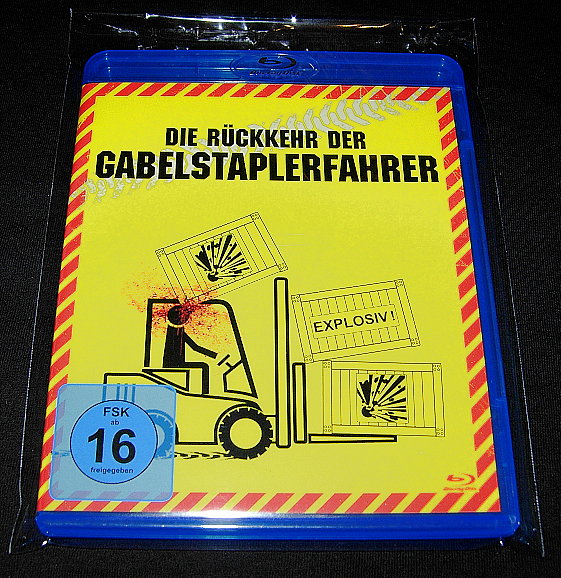 DIE RÜCKKEHR DER
GABELSTAPLERFAHRER
EXPLOSIV!
FSK
ab
16
freigegeben